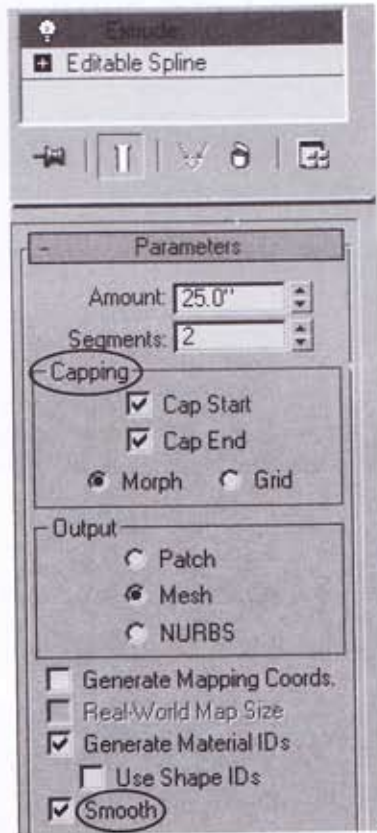 Extrude
Editable Spline
Parameters
Amount: 25.0"
Segments: 2
Capping
Cap Start
Cap End
Morph Grid
Output
Patch
Mesh
NURBS
Generate Mapping Coords.
Real-World Map Size
Generate Material IDs
Use Shape IDs
Smooth